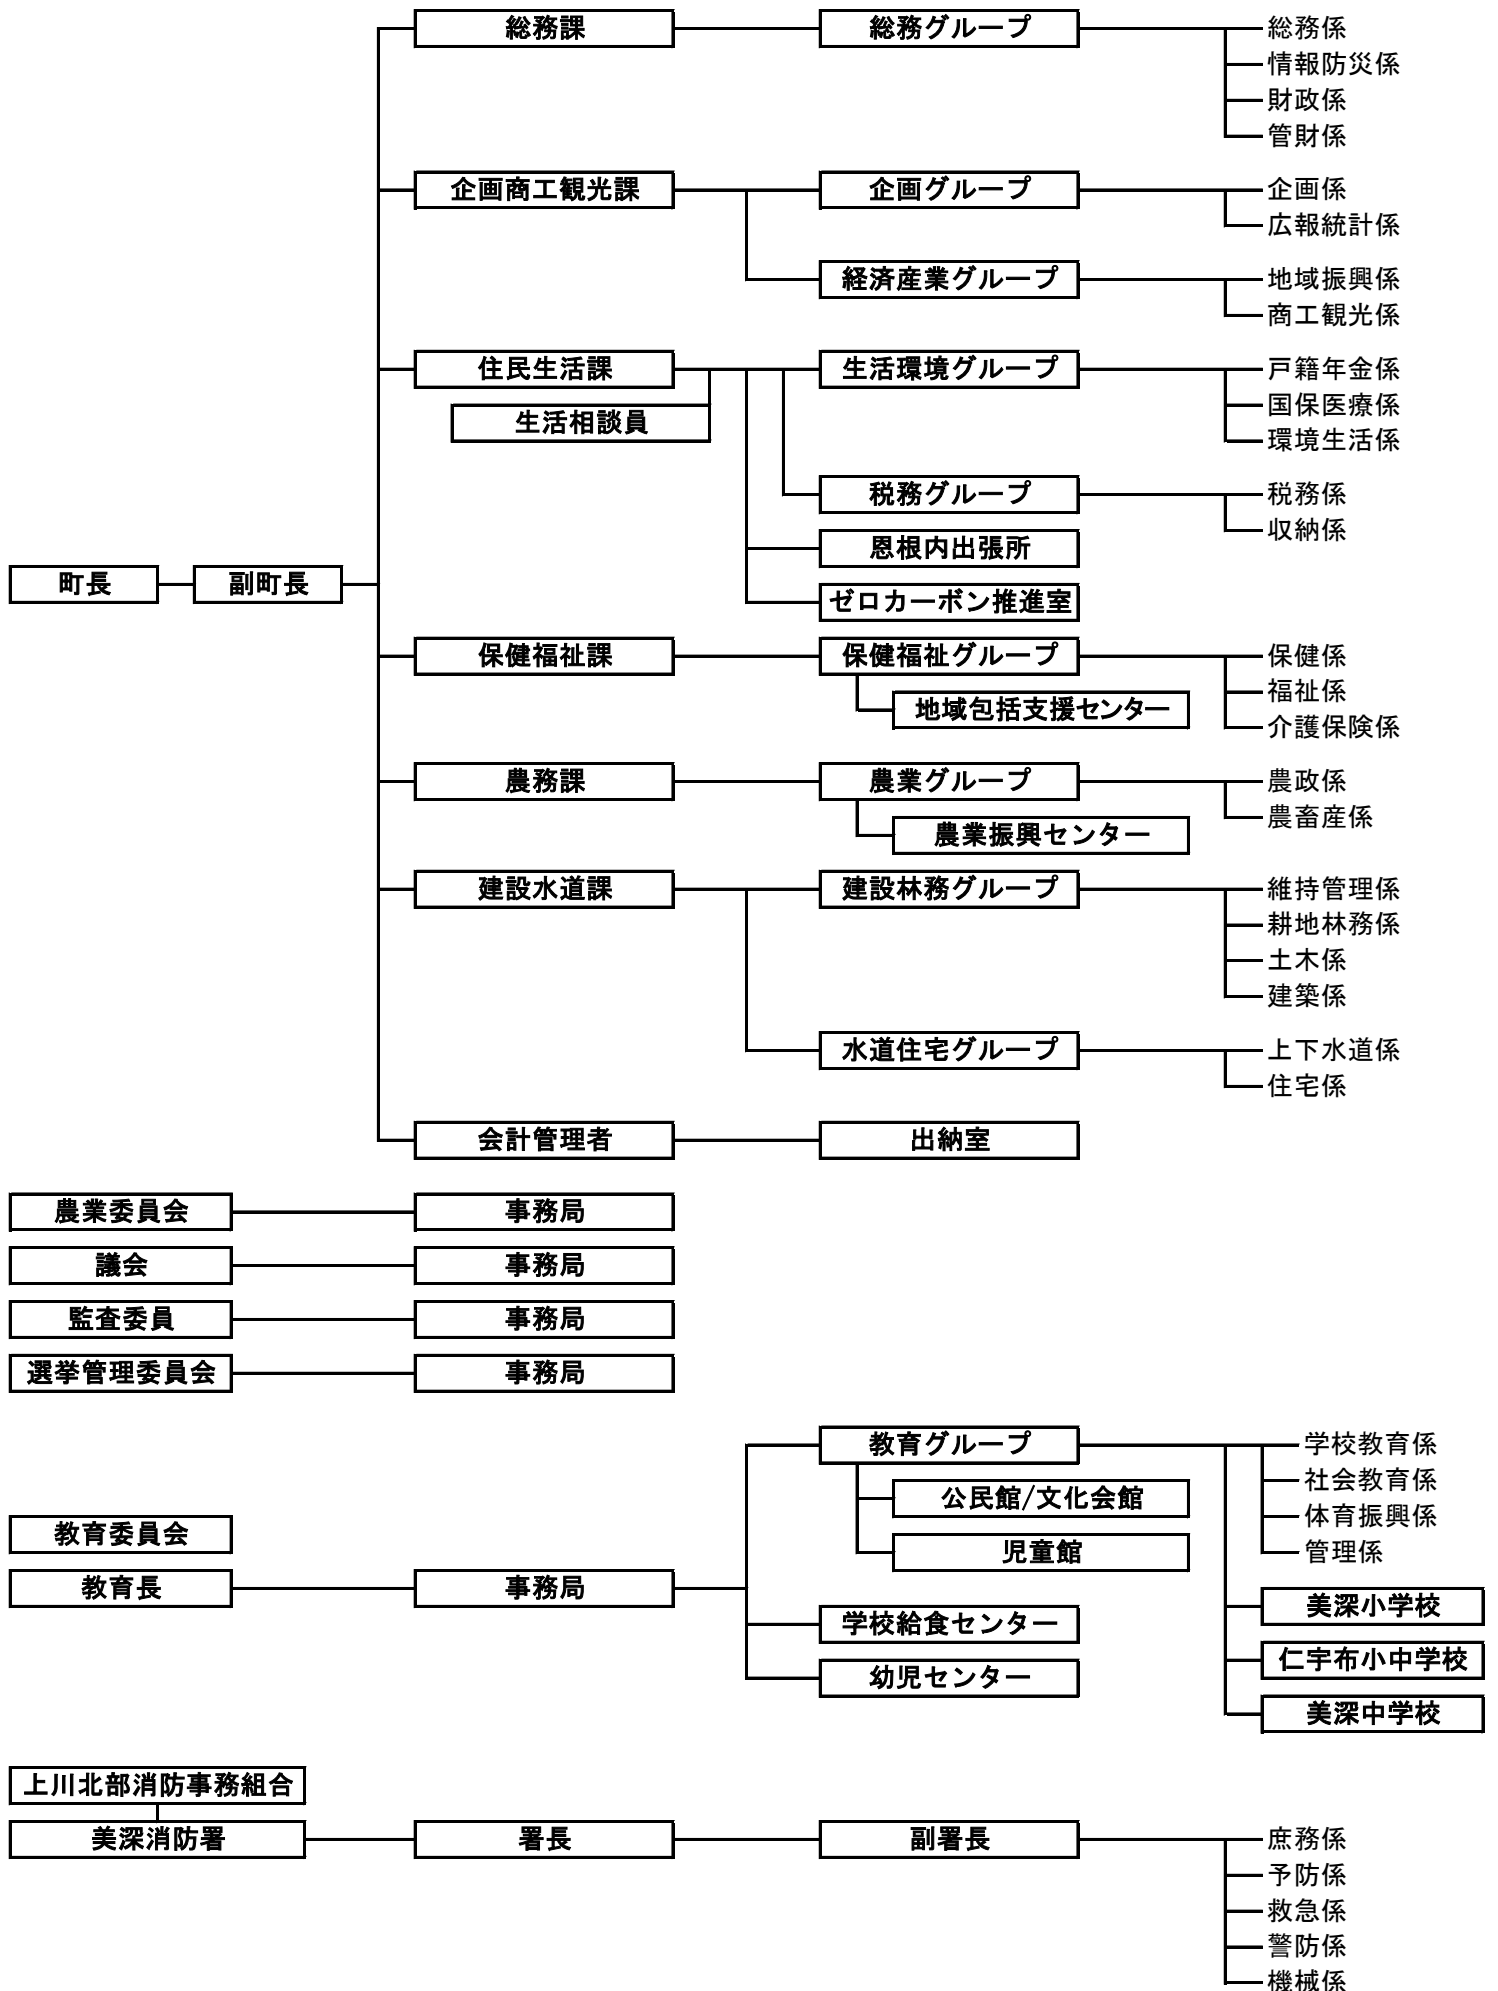 総務課 総務グループ 総務係
情報防災係
財政係
管財係
企画商工観光課 企画グループ 企画係
広報統計係
経済産業グループ 地域振興係
商工観光係
住民生活課 生活環境グループ 戸籍年金係
国保医療係
生活相談員
環境生活係
税務グループ 税務係
収納係
恩根内出張所
町長 副町長
ゼロカーボン推進室
保健福祉課 保健福祉グループ 保健係
福祉係
地域包括支援センター
介護保険係
農務課 農業グループ 農政係
農畜産係
農業振興センター
建設水道課 建設林務グループ 維持管理係
耕地林務係
土木係
建築係
水道住宅グループ 上下水道係
住宅係
会計管理者 出納室
農業委員会 事務局
議会 事務局
監査委員 事務局
選挙管理委員会 事務局
教育グループ 学校教育係
社会教育係
公民館/文化会館
体育振興係
教育委員会
児童館 管理係
教育長 事務局
美深小学校
学校給食センター
仁宇布小中学校
幼児センター
美深中学校
上川北部消防事務組合
美深消防署 署長 副署長 庶務係
予防係
救急係
警防係
機械係